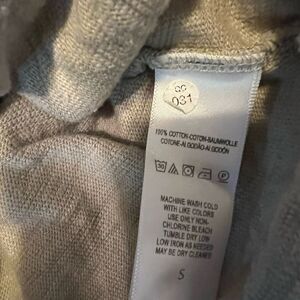 031
100% COTTON-COTON-BAUMWOLLE
COTONE-ALGODÃO-ALGODÓN
30
P
MACHINE WASH COLD
WITH LIKE COLORS
USE ONLY NON-
CHLORINE BLEACH
TUMBLE DRY LOW
LOW IRON AS NEEDED
MAY BE DRY CLEANED
S